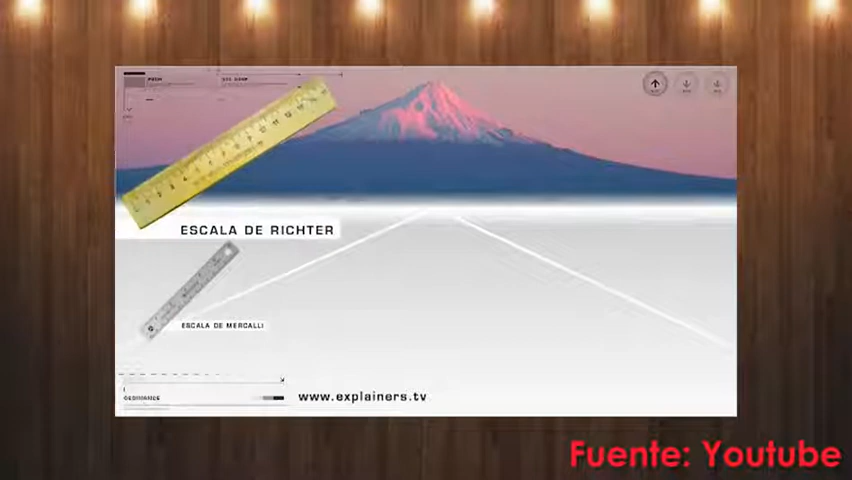 ESCALA DE RICHTER
ESCALA DE MERCALLI
www.explainers.tv
Fuente: Youtube